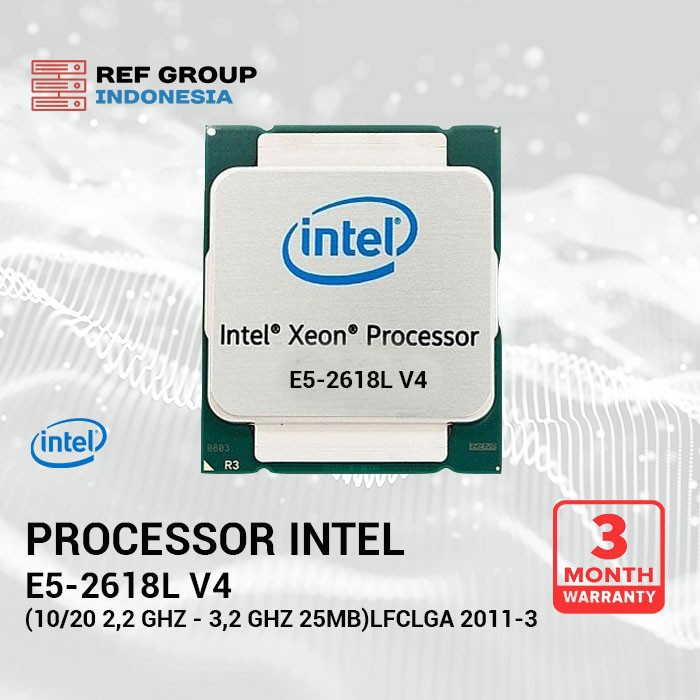 REF GROUP
INDONESIA
intel®
Intel® Xeon® Processor
E5-2618L V4
0803
R3
intel
PROCESSOR INTEL
E5-2618L V4
(10/20 2,2 GHZ - 3,2 GHZ 25MB)LFCLGA 2011-3
3
MONTH
WARRANTY